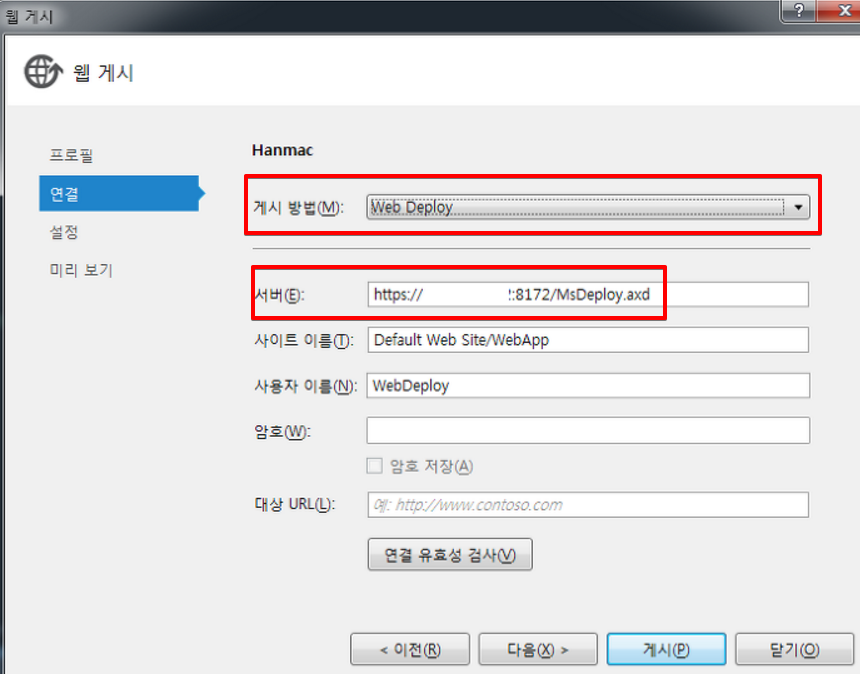 웹 게시
웹 게시
프로필
연결
설정
미리 보기
Hanmac
게시 방법(M): Web Deploy
서버(E): https:// :8172/MsDeploy.axd
사이트 이름(T): Default Web Site/WebApp
사용자 이름(N): WebDeploy
암호(W):
암호 저장(A)
대상 URL(L): 예: http://www.contoso.com
연결 유효성 검사(V)
< 이전(R) 다음(X) > 게시(P) 닫기(O)